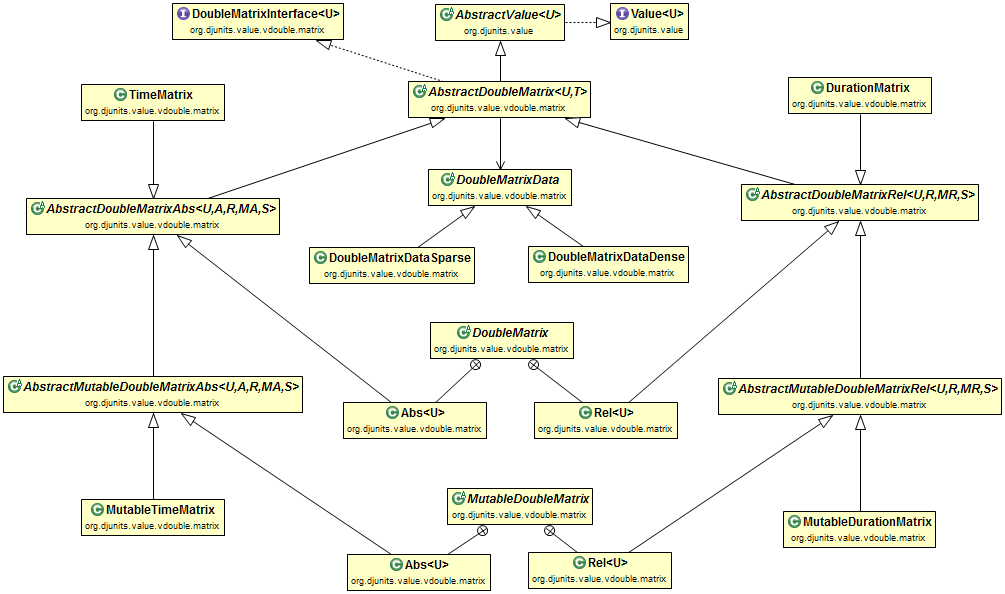 DoubleMatrixInterface<U>
org.djunits.value.vdouble.matrix
AbstractValue<U>
org.djunits.value
Value<U>
org.djunits.value
TimeMatrix
org.djunits.value.vdouble.matrix
AbstractDoubleMatrix<U,T>
org.djunits.value.vdouble.matrix
DurationMatrix
org.djunits.value.vdouble.matrix
AbstractDoubleMatrixAbs<U,A,R,MA,S>
org.djunits.value.vdouble.matrix
DoubleMatrixData
org.djunits.value.vdouble.matrix
AbstractDoubleMatrixRel<U,R,MR,S>
org.djunits.value.vdouble.matrix
DoubleMatrixDataSparse
org.djunits.value.vdouble.matrix
DoubleMatrixDataDense
org.djunits.value.vdouble.matrix
DoubleMatrix
org.djunits.value.vdouble.matrix
AbstractMutableDoubleMatrixAbs<U,A,R,MA,S>
org.djunits.value.vdouble.matrix
Abs<U>
org.djunits.value.vdouble.matrix
Rel<U>
org.djunits.value.vdouble.matrix
AbstractMutableDoubleMatrixRel<U,R,MR,S>
org.djunits.value.vdouble.matrix
MutableTimeMatrix
org.djunits.value.vdouble.matrix
MutableDoubleMatrix
org.djunits.value.vdouble.matrix
MutableDurationMatrix
org.djunits.value.vdouble.matrix
Abs<U>
org.djunits.value.vdouble.matrix
Rel<U>
org.djunits.value.vdouble.matrix